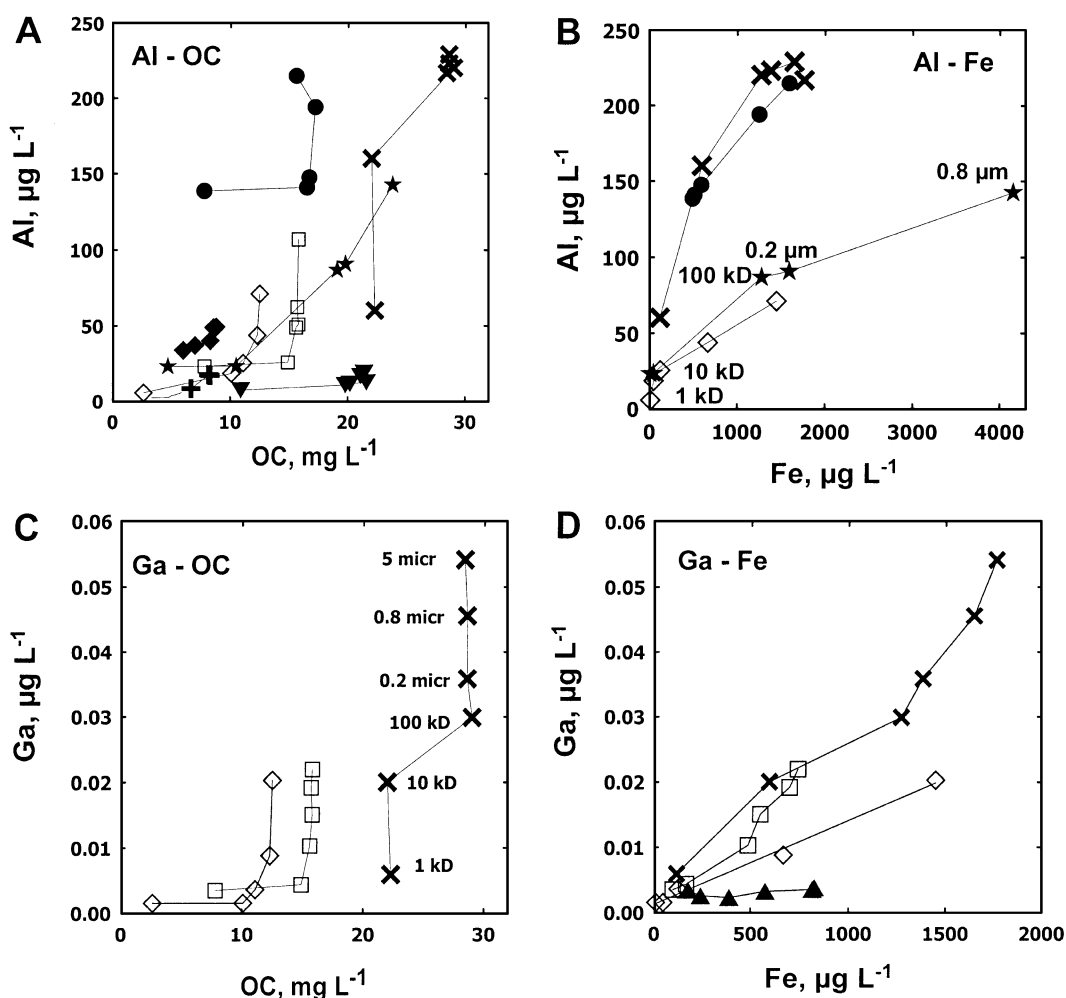 A
Al - OC
250
200
150
100
50
0
0
10
20
30
Al, µg L-1
OC, mg L-1
B
Al - Fe
250
200
150
100
50
0
0
1000
2000
3000
4000
0.8 µm
0.2 µm
100 kD
10 kD
1 kD
Al, µg L-1
Fe, µg L-1
C
Ga - OC
0.06
0.05
0.04
0.03
0.02
0.01
0.00
0
10
20
30
5 micr
0.8 micr
0.2 micr
100 kD
10 kD
1 kD
Ga, µg L-1
OC, mg L-1
D
Ga - Fe
0.06
0.05
0.04
0.03
0.02
0.01
0.00
0
500
1000
1500
2000
Ga, µg L-1
Fe, µg L-1